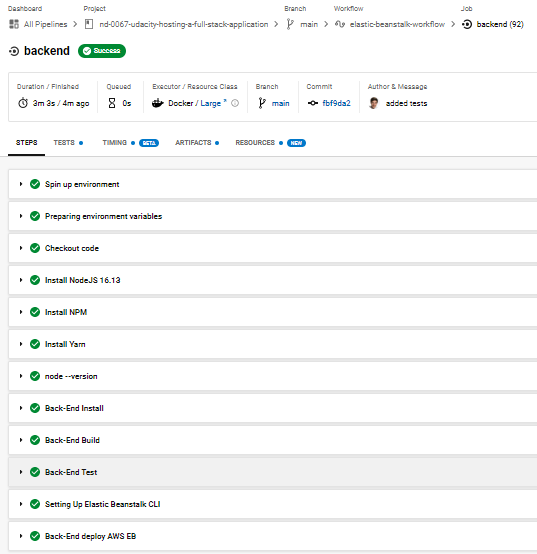 Dashboard Project Branch Workflow Job
All Pipelines nd-0067-udacity-hosting-a-full-stack-application main elastic-beanstalk-workflow backend (92)
backend Success
Duration / Finished Queued Executor / Resource Class Branch Commit Author & Message
3m 3s / 4m ago 0s Docker / Large main fbf9da2 added tests
STEPS TESTS TIMING BETA ARTIFACTS RESOURCES NEW
Spin up environment
Preparing environment variables
Checkout code
Install NodeJS 16.13
Install NPM
Install Yarn
node --version
Back-End Install
Back-End Build
Back-End Test
Setting Up Elastic Beanstalk CLI
Back-End deploy AWS EB